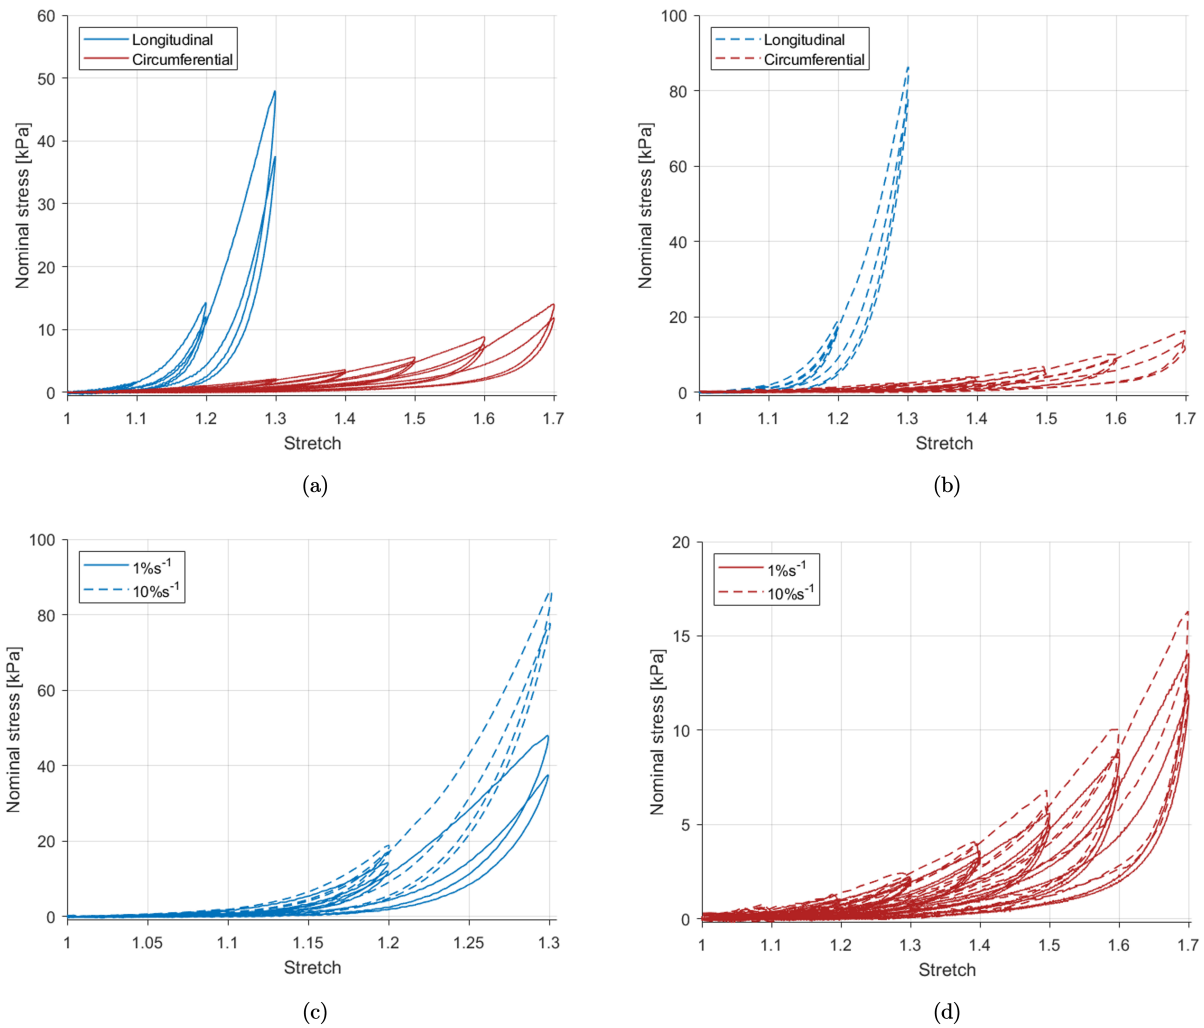 60
50
40
30
20
10
0
Nominal stress [kPa]
Longitudinal
Circumferential
1 1.1 1.2 1.3 1.4 1.5 1.6 1.7
Stretch
(a)
100
80
60
40
20
0
Nominal stress [kPa]
Longitudinal
Circumferential
1 1.1 1.2 1.3 1.4 1.5 1.6 1.7
Stretch
(b)
100
80
60
40
20
0
Nominal stress [kPa]
1%s⁻¹
10%s⁻¹
1 1.05 1.1 1.15 1.2 1.25 1.3
Stretch
(c)
20
15
10
5
0
Nominal stress [kPa]
1%s⁻¹
10%s⁻¹
1 1.1 1.2 1.3 1.4 1.5 1.6 1.7
Stretch
(d)